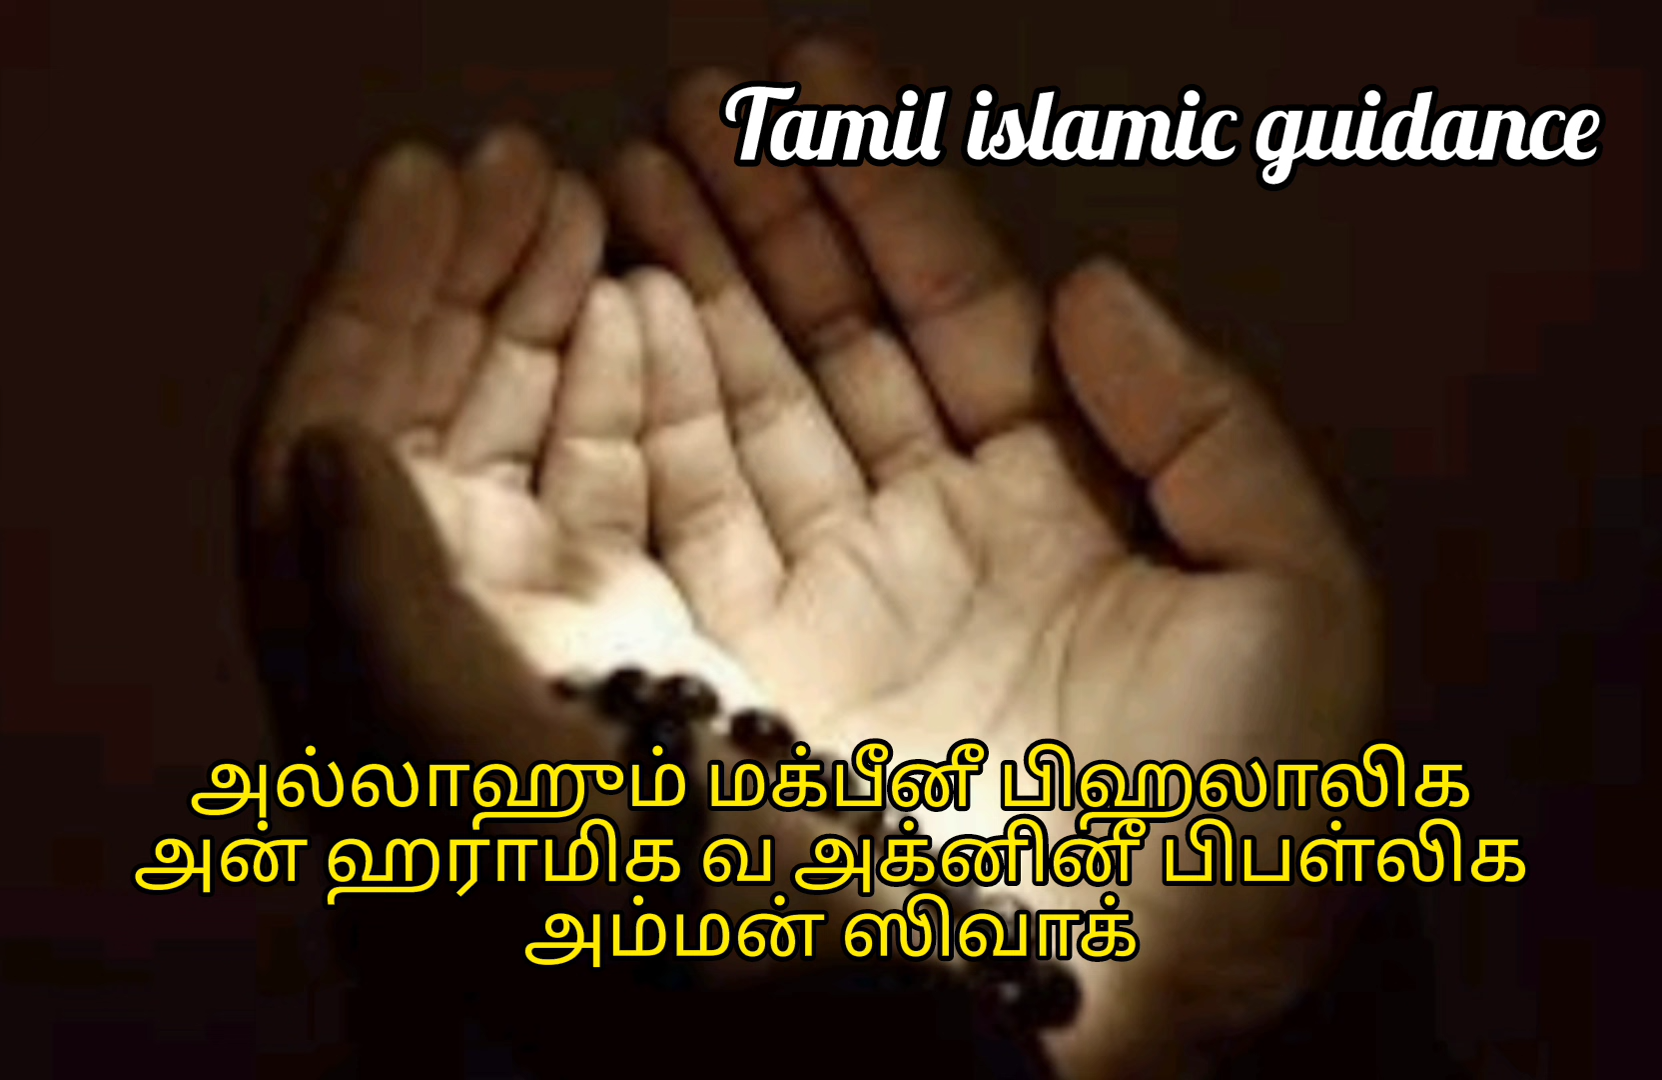 Tamil islamic guidance
அல்லாஹும் மக்பீனீ பிஹலாலிக
அன் ஹராமிக வ அக்னினீ பிபள்லிக
அம்மன் ஸிவாக்